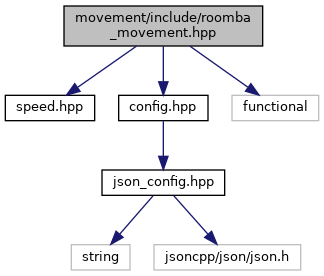 movement/include/roomba
_movement.hpp
speed.hpp
config.hpp
functional
json_config.hpp
string
jsoncpp/json/json.h